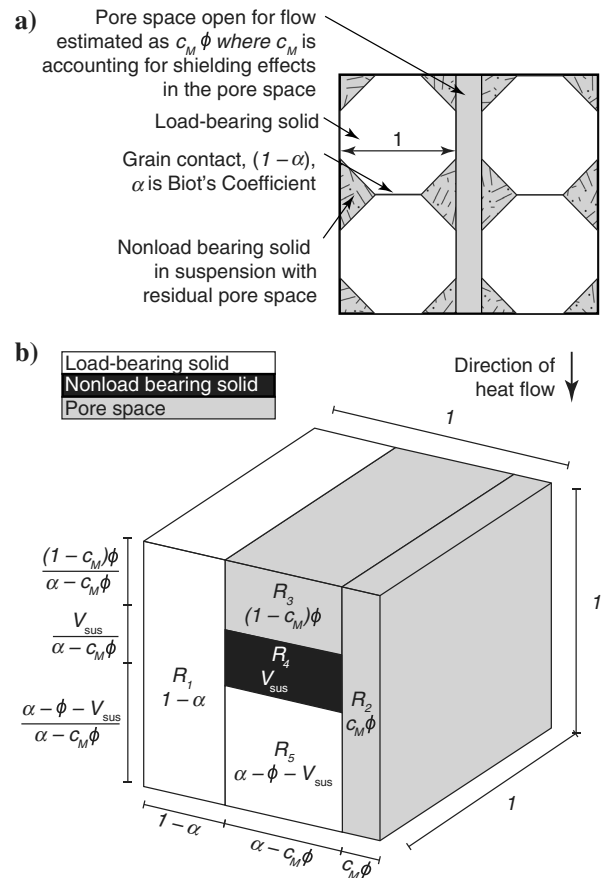 a)
Pore space open for flow
estimated as c_M ϕ where c_M is
accounting for shielding effects
in the pore space
Load-bearing solid
1
Grain contact, (1 – α),
α is Biot's Coefficient
Nonload bearing solid
in suspension with
residual pore space
b)
Load-bearing solid
Nonload bearing solid
Pore space
Direction of
heat flow
1
(1 – c_M)ϕ
α – c_Mϕ
V_sus
α – c_Mϕ
α – ϕ – V_sus
α – c_Mϕ
R_1
1 – α
R_3
(1 – c_M)ϕ
R_4
V_sus
R_5
α – ϕ – V_sus
R_2
c_Mϕ
1
1
1 – α
α – c_Mϕ
c_Mϕ